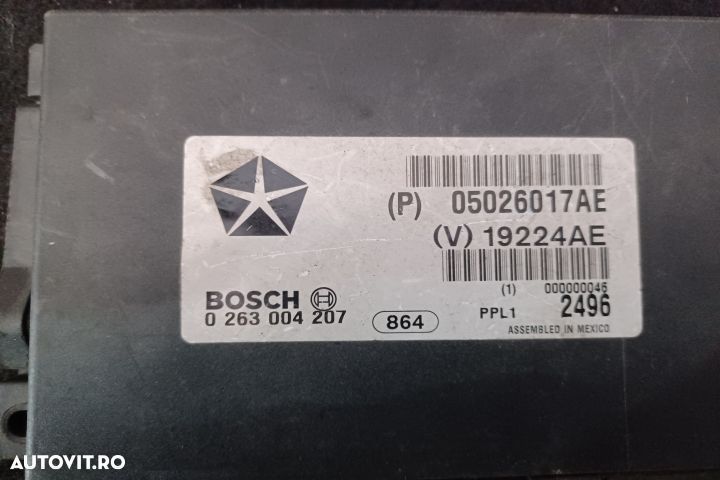 (P) 05026017AE
(V) 19224AE
(1) 000000046
BOSCH
0 263 004 207
864
PPL1 2496
ASSEMBLED IN MEXICO
AUTOVIT.RO